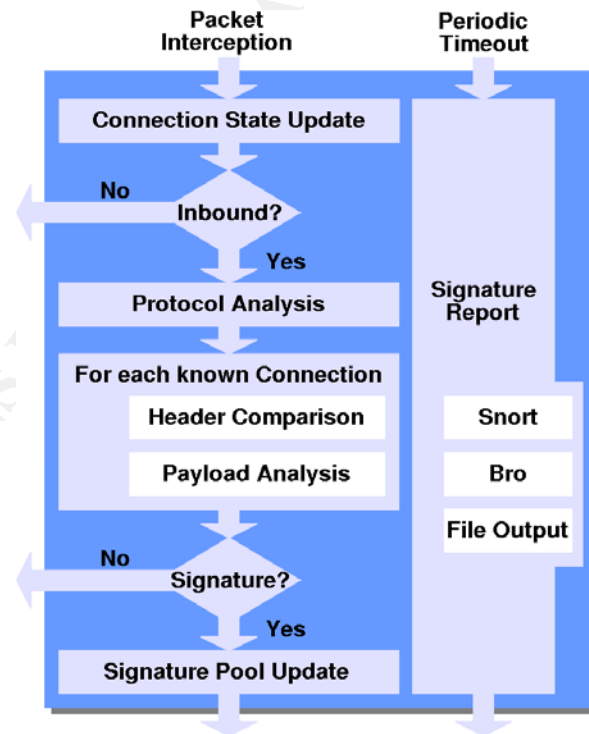 Packet
Interception
Periodic
Timeout
Connection State Update
No
Inbound?
Yes
Protocol Analysis
Signature
Report
For each known Connection
Header Comparison
Snort
Payload Analysis
Bro
File Output
No
Signature?
Yes
Signature Pool Update